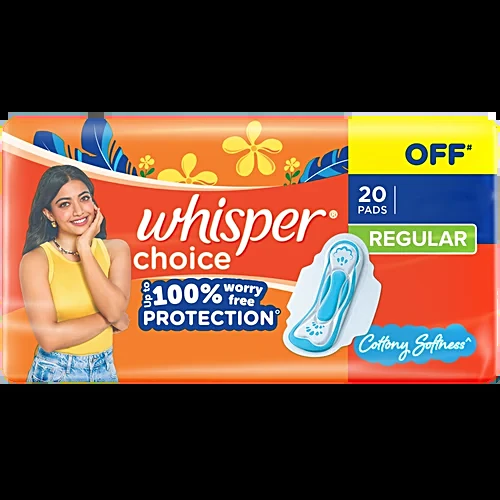 whisper®
choice
Up to 100% worry free
PROTECTION◊
OFF#
20
PADS
REGULAR
Cottony Softness^